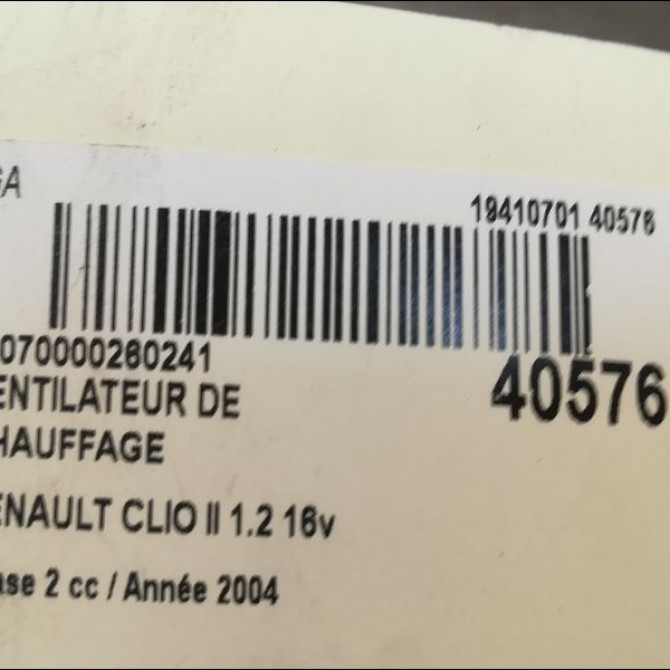 GA
19410701 40576
070000260241
ENTILATEUR DE
HAUFFAGE
40576
ENAULT CLIO II 1.2 16v
ase 2 cc / Année 2004